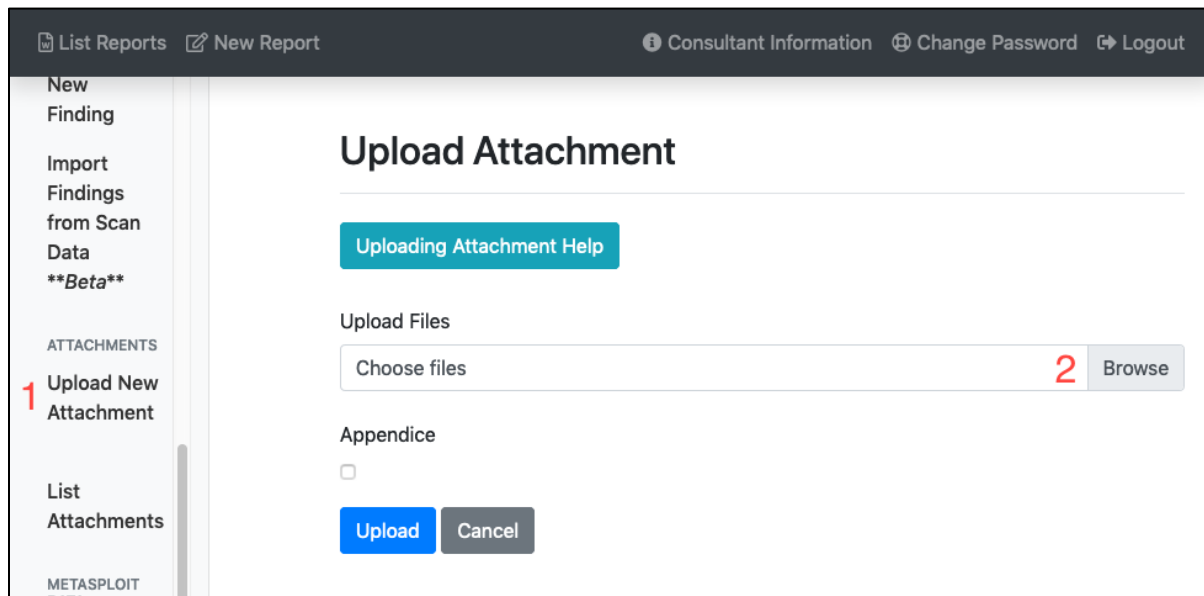 List Reports New Report Consultant Information Change Password Logout
New
Finding
Import
Findings
from Scan
Data
**Beta**
ATTACHMENTS
1 Upload New
Attachment
List
Attachments
METASPLOIT
Upload Attachment
Uploading Attachment Help
Upload Files
Choose files 2 Browse
Appendice
Upload Cancel